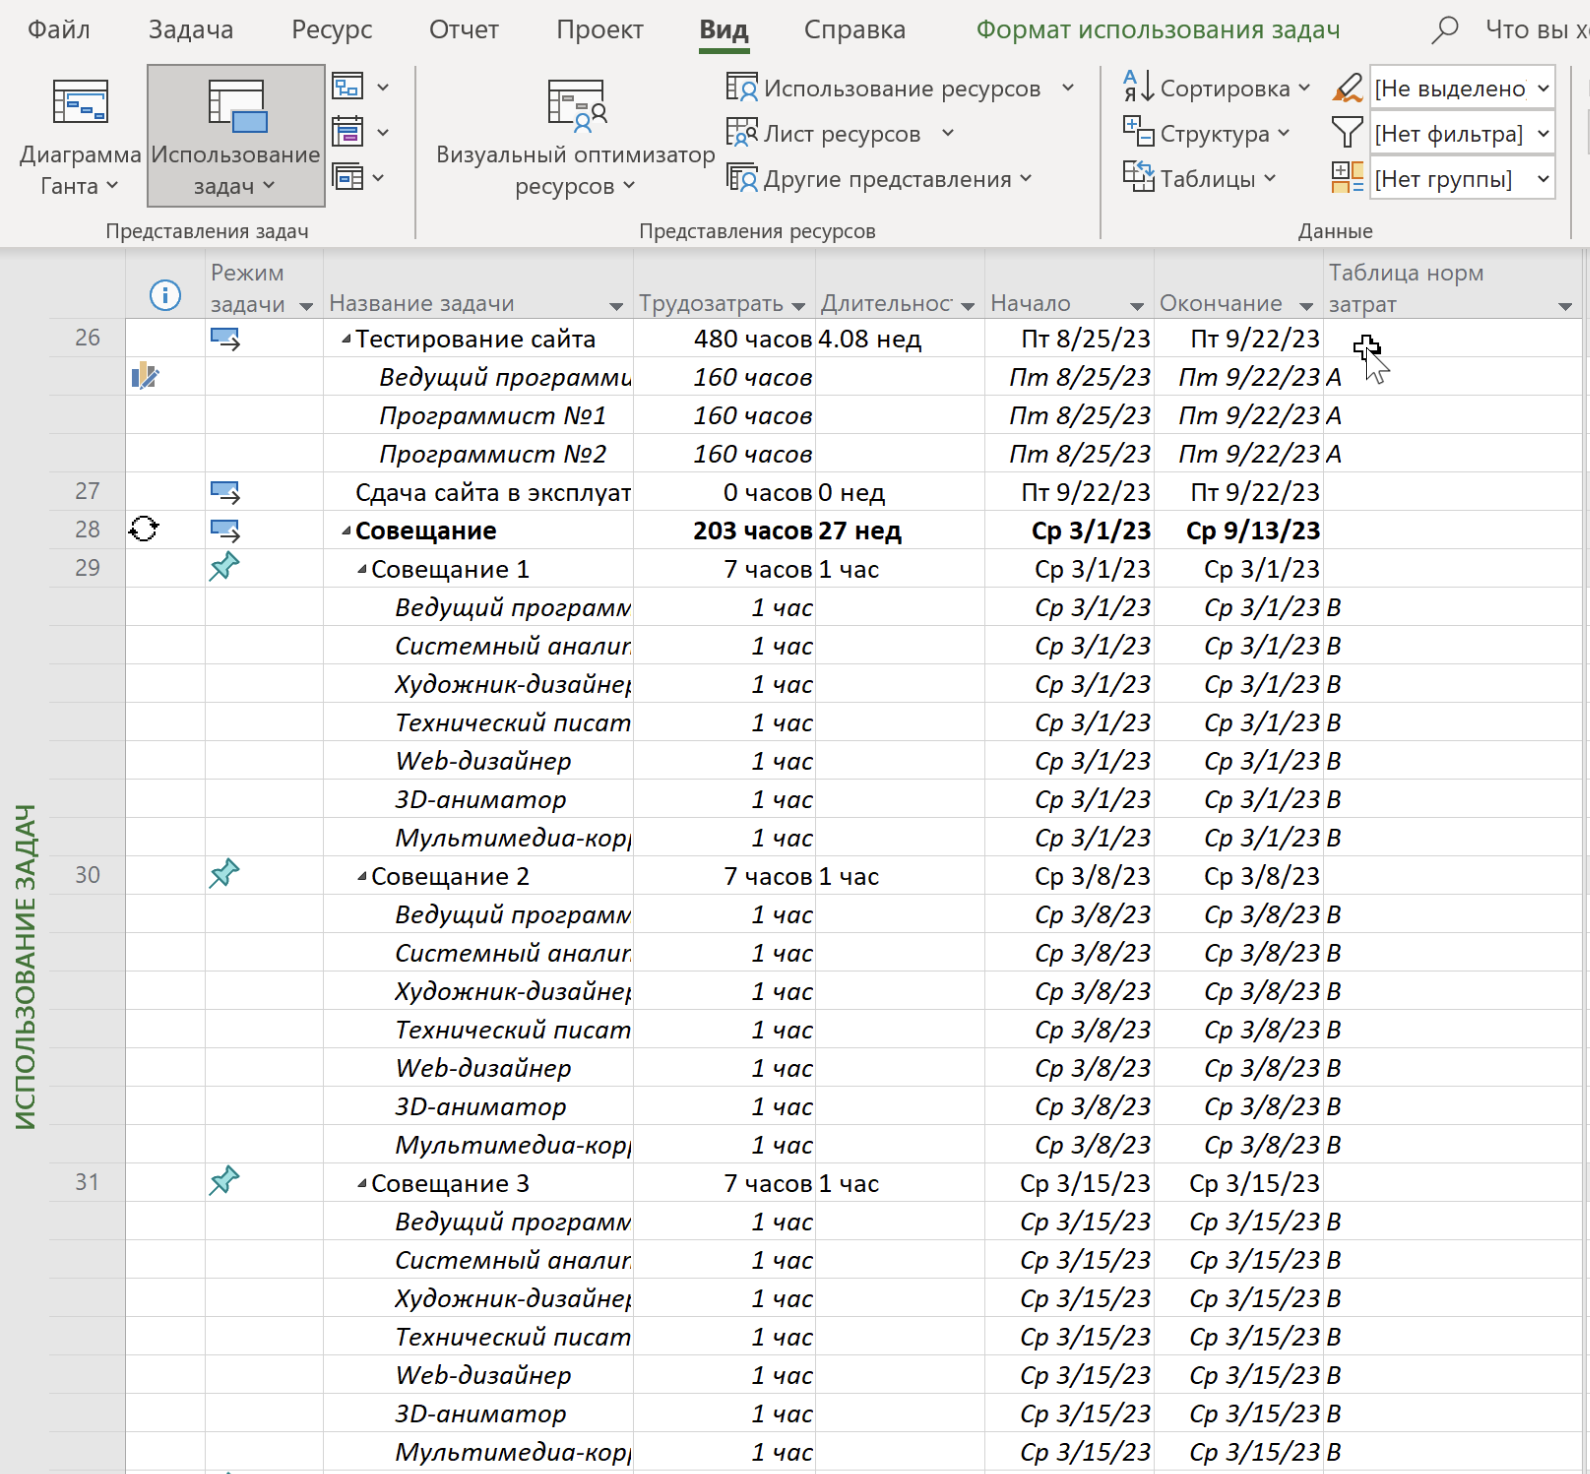 Файл Задача Ресурс Отчет Проект Вид Справка Формат использования задач Что вы х
Диаграмма Ганта
Использование задач
Представления задач
Визуальный оптимизатор ресурсов
Использование ресурсов
Лист ресурсов
Другие представления
Представления ресурсов
Сортировка
Структура
Таблицы
[Не выделено
[Нет фильтра]
[Нет группы]
Данные
Режим задачи Название задачи Трудозатрать Длительнос Начало Окончание Таблица норм затрат
26 Тестирование сайта 480 часов 4.08 нед Пт 8/25/23 Пт 9/22/23
Ведущий программи 160 часов Пт 8/25/23 Пт 9/22/23 A
Программист №1 160 часов Пт 8/25/23 Пт 9/22/23 A
Программист №2 160 часов Пт 8/25/23 Пт 9/22/23 A
27 Сдача сайта в эксплуат 0 часов 0 нед Пт 9/22/23 Пт 9/22/23
28 Совещание 203 часов 27 нед Ср 3/1/23 Ср 9/13/23
29 Совещание 1 7 часов 1 час Ср 3/1/23 Ср 3/1/23
Ведущий программ 1 час Ср 3/1/23 Ср 3/1/23 B
Системный анали 1 час Ср 3/1/23 Ср 3/1/23 B
Художник-дизайнер 1 час Ср 3/1/23 Ср 3/1/23 B
Технический писат 1 час Ср 3/1/23 Ср 3/1/23 B
Web-дизайнер 1 час Ср 3/1/23 Ср 3/1/23 B
3D-аниматор 1 час Ср 3/1/23 Ср 3/1/23 B
Мультимедиа-корр 1 час Ср 3/1/23 Ср 3/1/23 B
30 Совещание 2 7 часов 1 час Ср 3/8/23 Ср 3/8/23
Ведущий программ 1 час Ср 3/8/23 Ср 3/8/23 B
Системный анали 1 час Ср 3/8/23 Ср 3/8/23 B
Художник-дизайнер 1 час Ср 3/8/23 Ср 3/8/23 B
Технический писат 1 час Ср 3/8/23 Ср 3/8/23 B
Web-дизайнер 1 час Ср 3/8/23 Ср 3/8/23 B
3D-аниматор 1 час Ср 3/8/23 Ср 3/8/23 B
Мультимедиа-корр 1 час Ср 3/8/23 Ср 3/8/23 B
31 Совещание 3 7 часов 1 час Ср 3/15/23 Ср 3/15/23
Ведущий программ 1 час Ср 3/15/23 Ср 3/15/23 B
Системный анали 1 час Ср 3/15/23 Ср 3/15/23 B
Художник-дизайнер 1 час Ср 3/15/23 Ср 3/15/23 B
Технический писат 1 час Ср 3/15/23 Ср 3/15/23 B
Web-дизайнер 1 час Ср 3/15/23 Ср 3/15/23 B
3D-аниматор 1 час Ср 3/15/23 Ср 3/15/23 B
Мультимедиа-корр 1 час Ср 3/15/23 Ср 3/15/23 B
ИСПОЛЬЗОВАНИЕ ЗАДАЧ